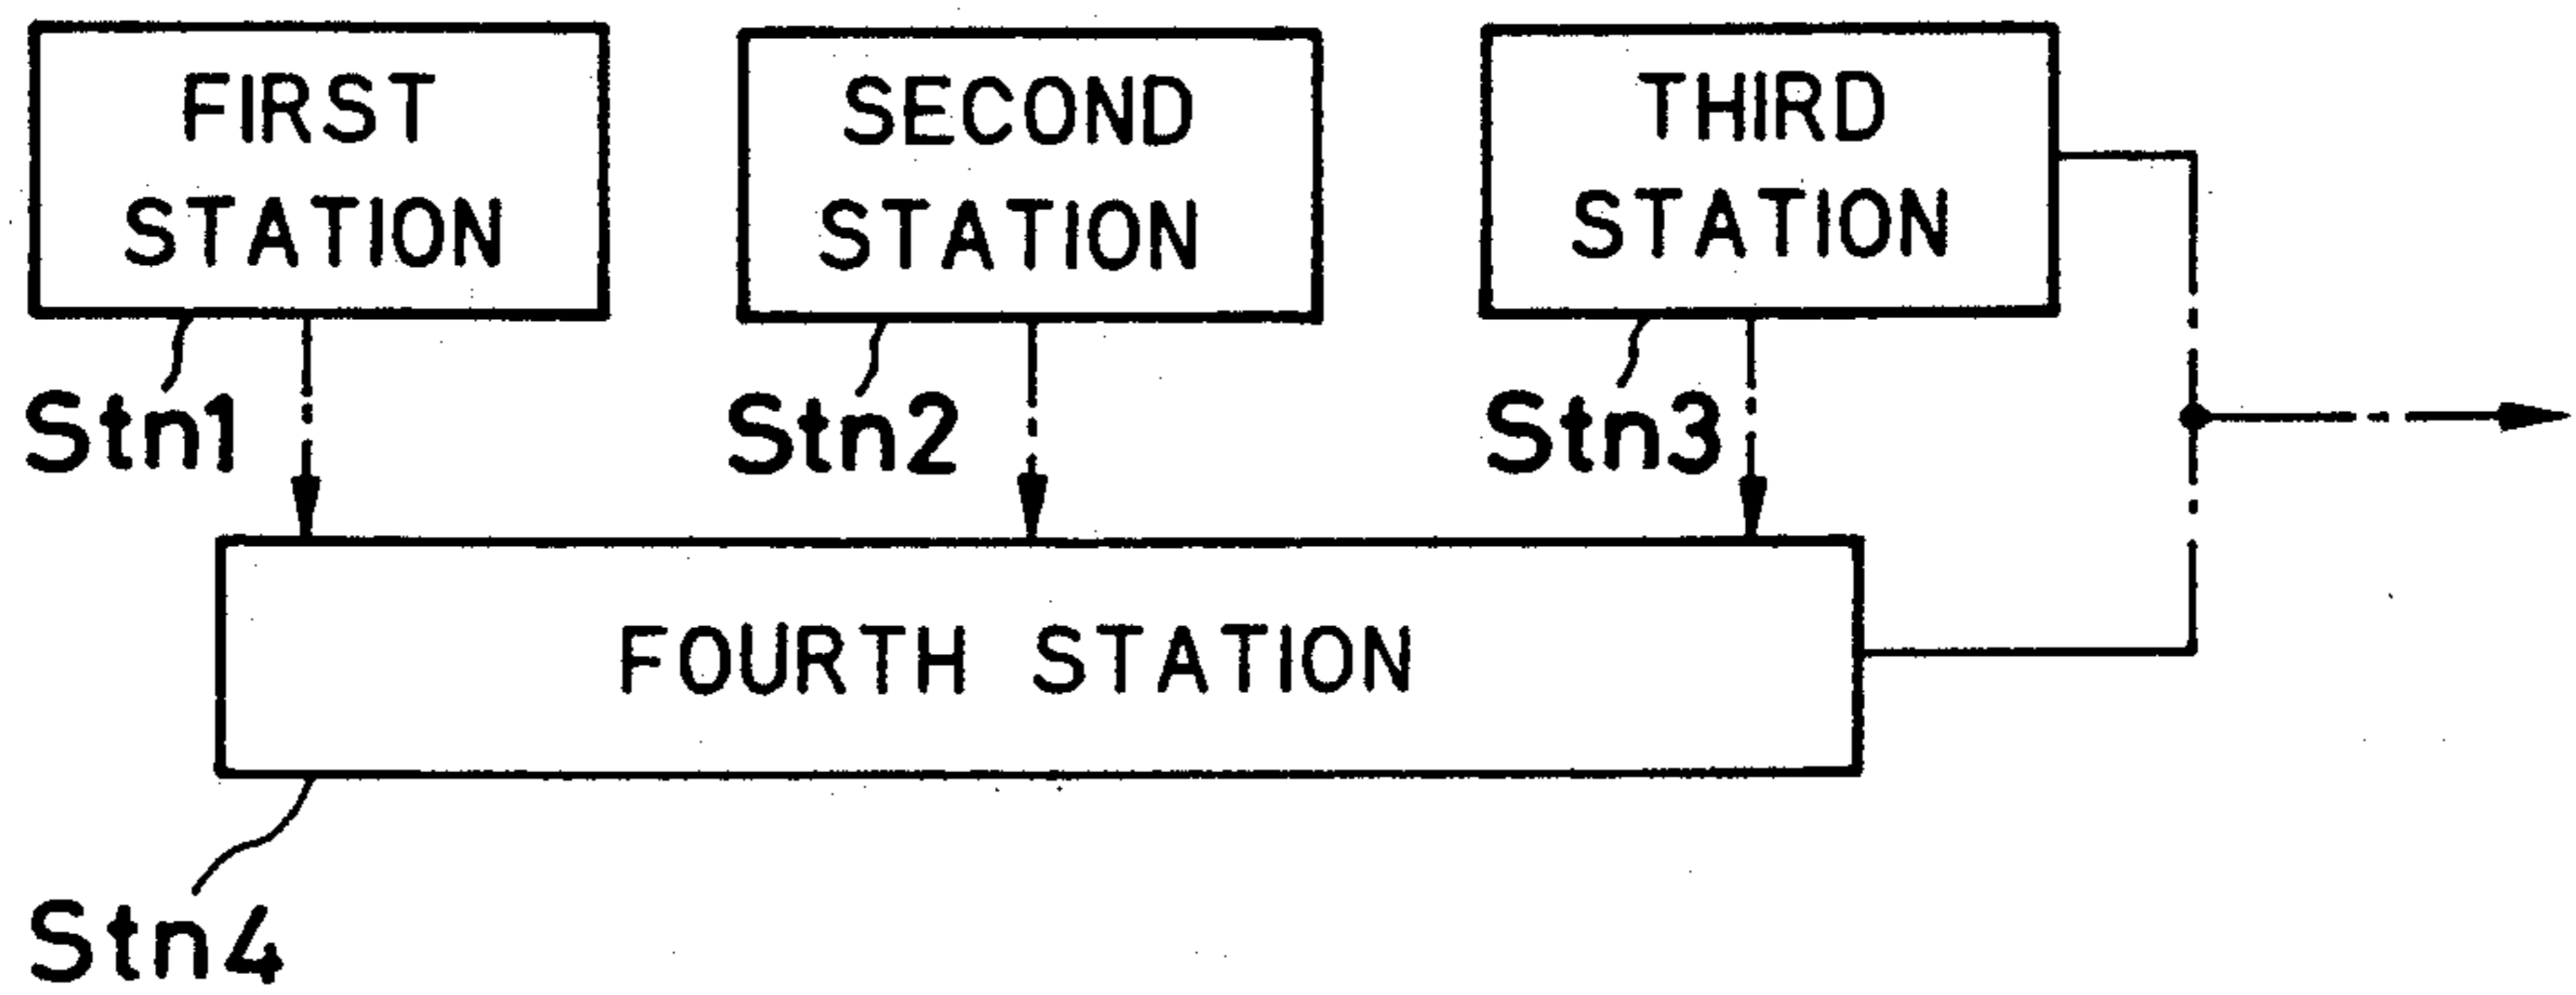 FIRST
STATION
SECOND
STATION
THIRD
STATION
Stn1
Stn2
Stn3
FOURTH STATION
Stn4